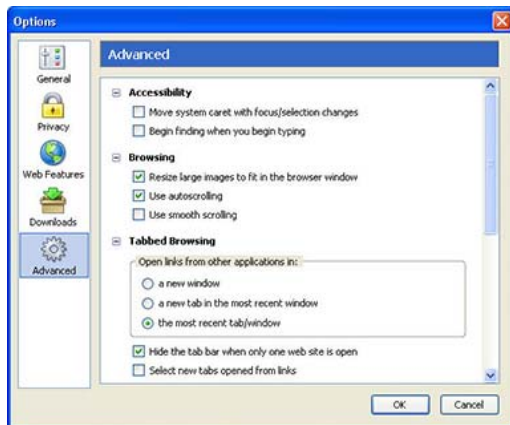 Options
General
Privacy
Web Features
Downloads
Advanced
Advanced
Accessibility
Move system caret with focus/selection changes
Begin finding when you begin typing
Browsing
Resize large images to fit in the browser window
Use autoscrolling
Use smooth scrolling
Tabbed Browsing
Open links from other applications in:
a new window
a new tab in the most recent window
the most recent tab/window
Hide the tab bar when only one web site is open
Select new tabs opened from links
OK
Cancel